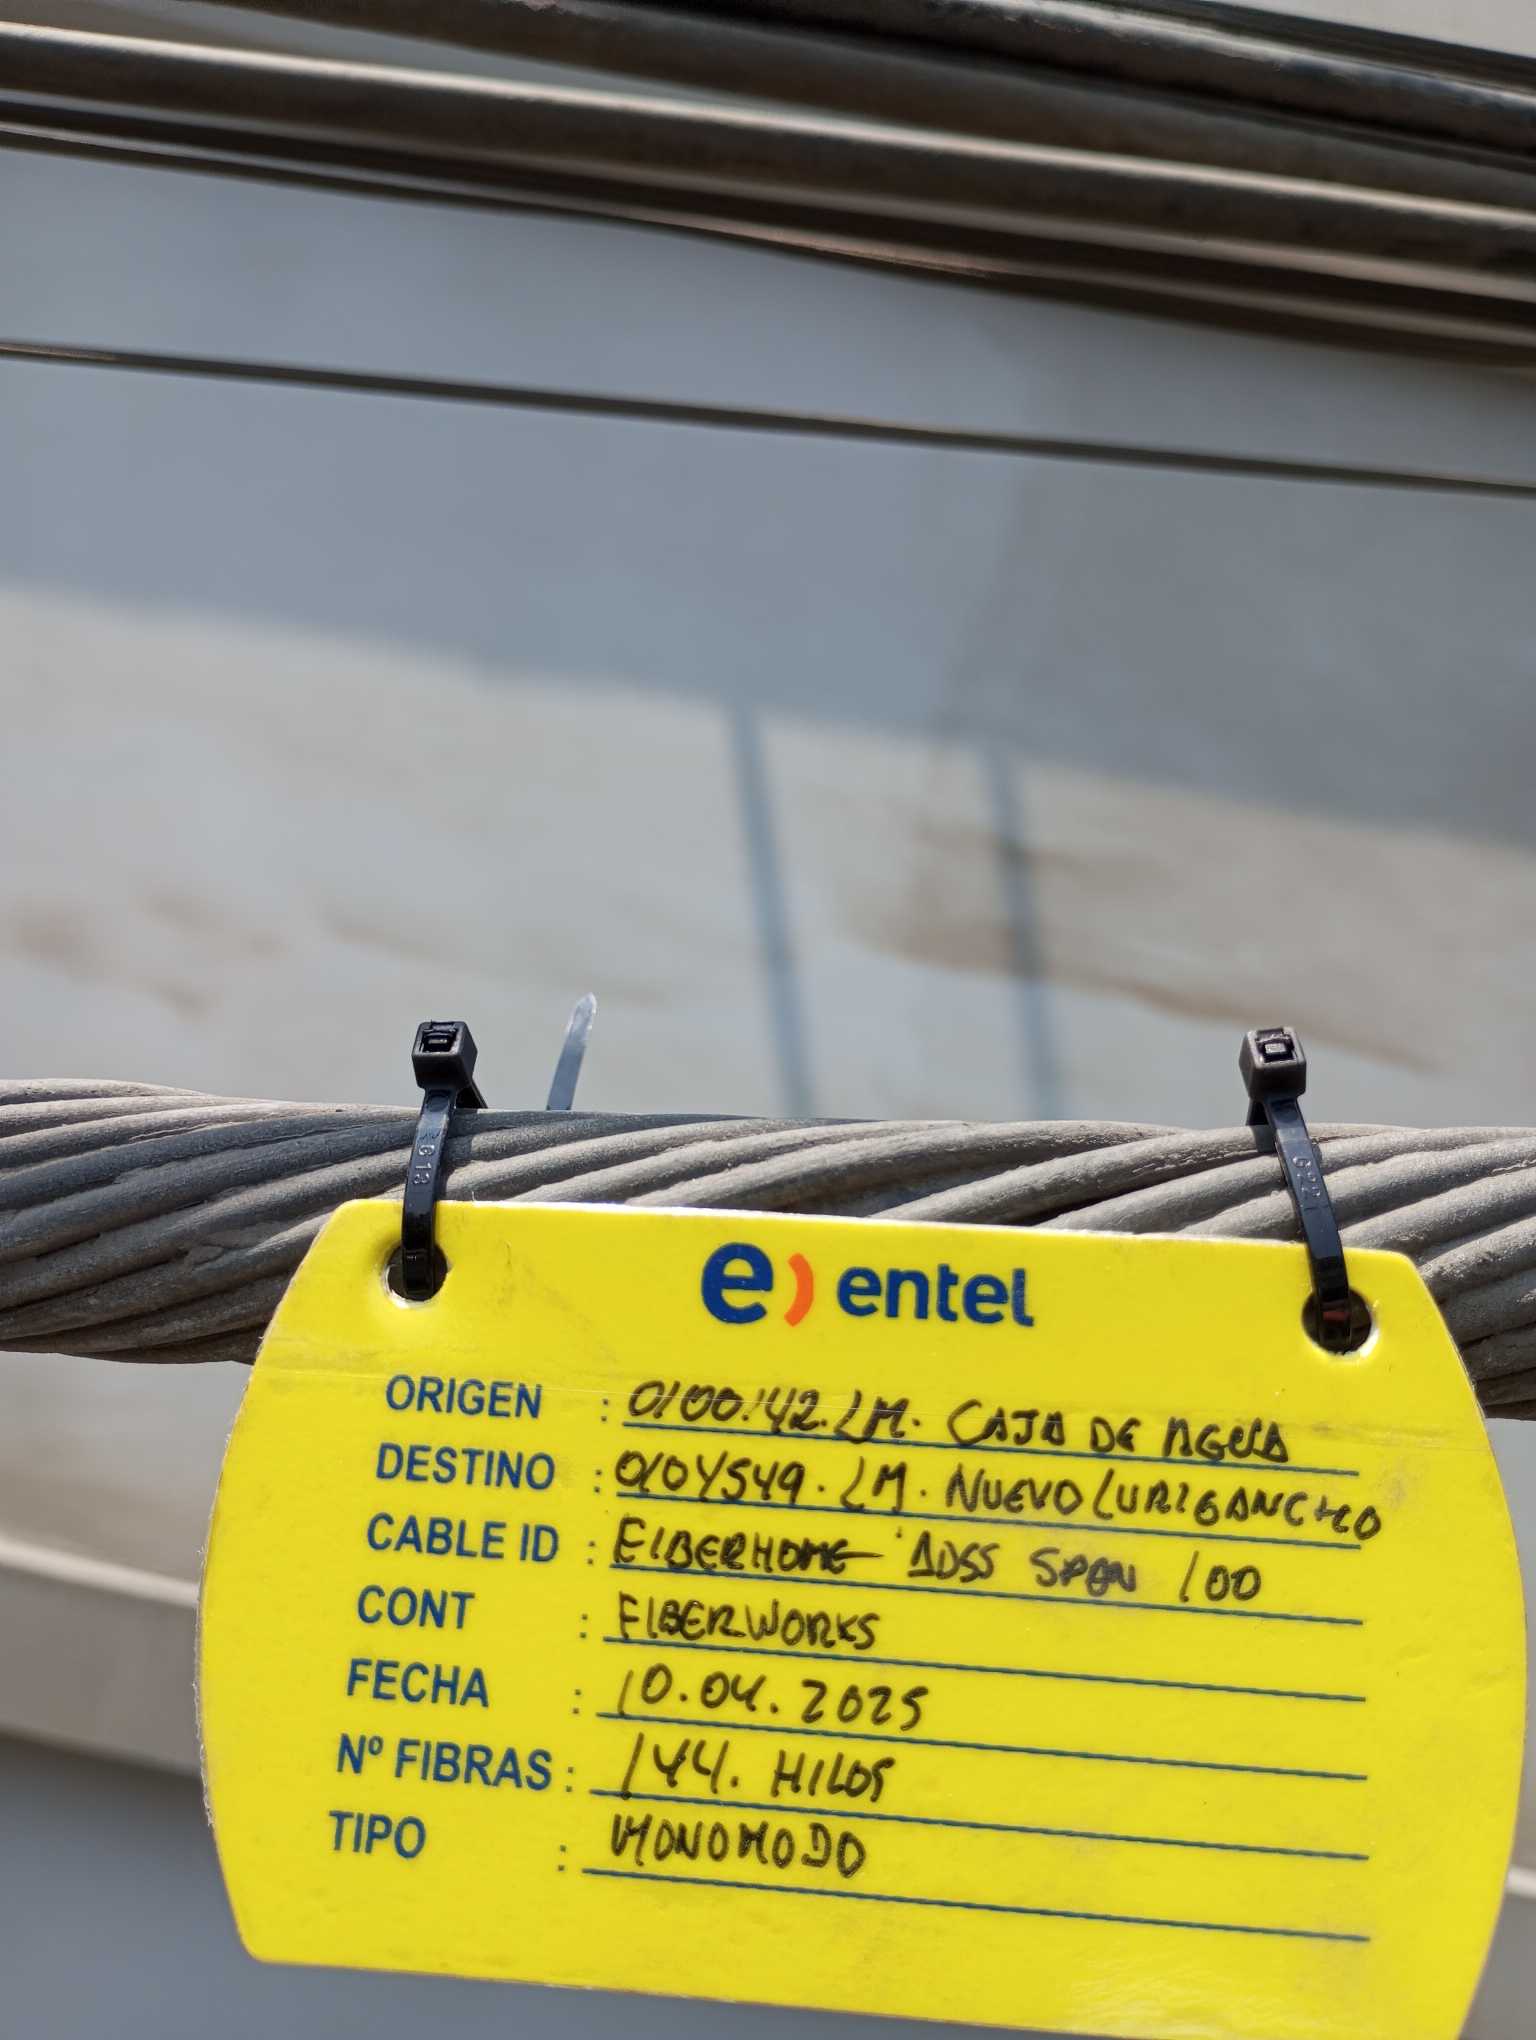 e) entel
ORIGEN : 0100142.LM. CAJA DE AGUA
DESTINO : 0104549. LM. NUEVO LURIGANCHO
CABLE ID : FIBERHOME ADSS SPAN 100
CONT : FIBERWORKS
FECHA : 10.04.2025
Nº FIBRAS : 144. HILOS
TIPO : MONOMODO